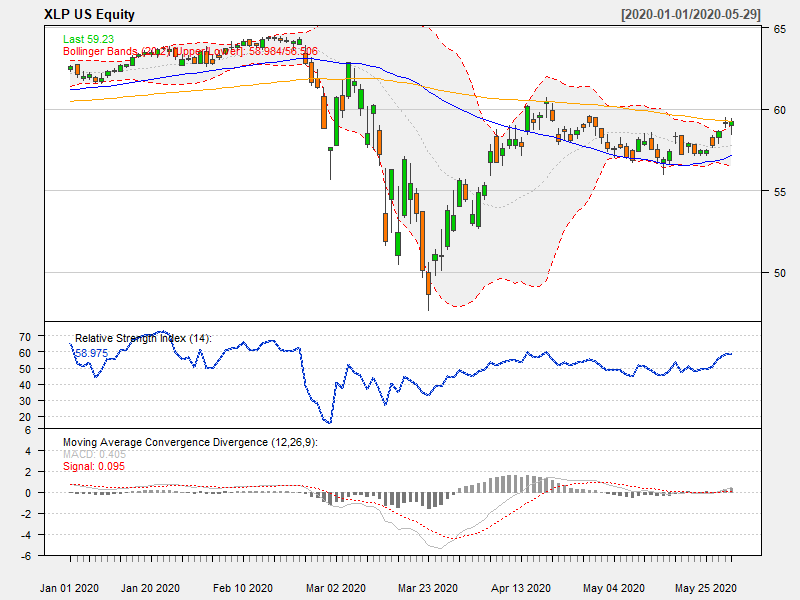 XLP US Equity
[2020-01-01/2020-05-29]
Last 59.23
Bollinger Bands (20,2) [Upper/Lower]: 58.984/56.506
65
60
55
50
Relative Strength Index (14):
58.975
70
60
50
40
30
20
6
Moving Average Convergence Divergence (12,26,9):
MACD: 0.405
Signal: 0.095
4
2
0
-2
-4
-6
Jan 01 2020
Jan 20 2020
Feb 10 2020
Mar 02 2020
Mar 23 2020
Apr 13 2020
May 04 2020
May 25 2020